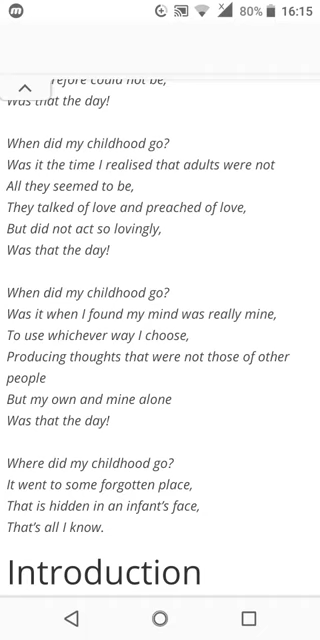 80% 16:15
refore could not be,
Was that the day!
When did my childhood go?
Was it the time I realised that adults were not
All they seemed to be,
They talked of love and preached of love,
But did not act so lovingly,
Was that the day!
When did my childhood go?
Was it when I found my mind was really mine,
To use whichever way I choose,
Producing thoughts that were not those of other
people
But my own and mine alone
Was that the day!
Where did my childhood go?
It went to some forgotten place,
That is hidden in an infant’s face,
That’s all I know.
Introduction